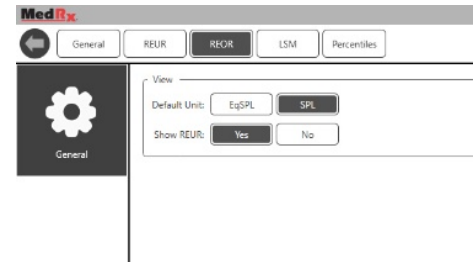 MedRx
General REUR REOR LSM Percentiles
View
Default Unit: EqSPL SPL
Show REUR: Yes No
General